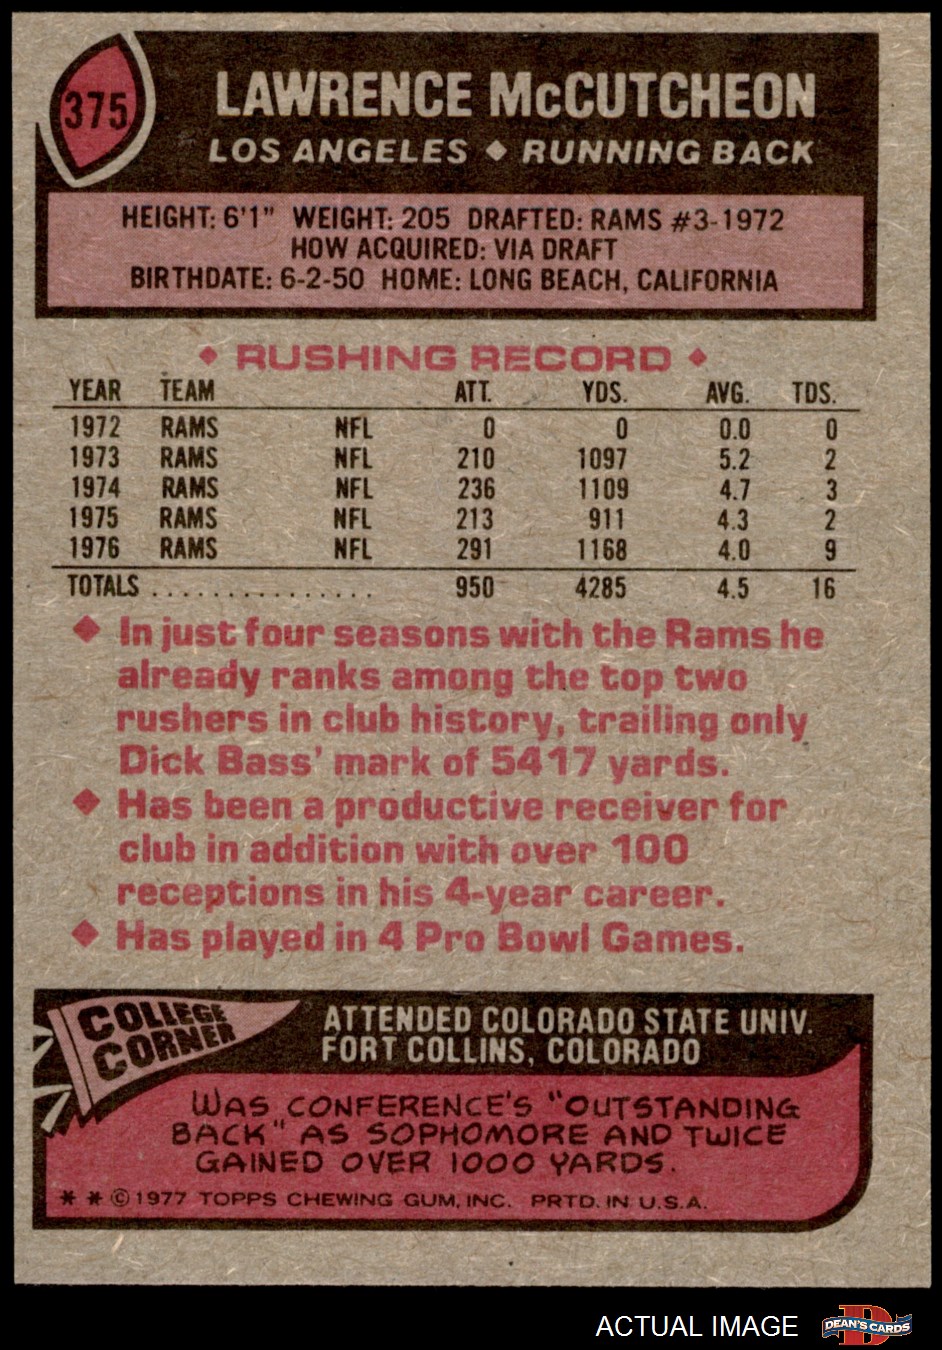 375
LAWRENCE McCUTCHEON
LOS ANGELES ◆ RUNNING BACK
HEIGHT: 6'1" WEIGHT: 205 DRAFTED: RAMS #3-1972
HOW ACQUIRED: VIA DRAFT
BIRTHDATE: 6-2-50 HOME: LONG BEACH, CALIFORNIA
◆ RUSHING RECORD ◆
YEAR TEAM ATT. YDS. AVG. TDS.
1972 RAMS NFL 0 0 0.0 0
1973 RAMS NFL 210 1097 5.2 2
1974 RAMS NFL 236 1109 4.7 3
1975 RAMS NFL 213 911 4.3 2
1976 RAMS NFL 291 1168 4.0 9
TOTALS . . . . . . . . . . . . . . . 950 4285 4.5 16
◆ In just four seasons with the Rams he
already ranks among the top two
rushers in club history, trailing only
Dick Bass' mark of 5417 yards.
◆ Has been a productive receiver for
club in addition with over 100
receptions in his 4-year career.
◆ Has played in 4 Pro Bowl Games.
COLLEGE
CORNER
ATTENDED COLORADO STATE UNIV.
FORT COLLINS, COLORADO
WAS CONFERENCE'S "OUTSTANDING
BACK" AS SOPHOMORE AND TWICE
GAINED OVER 1000 YARDS.
* * © 1977 TOPPS CHEWING GUM, INC. PRTD. IN U.S.A.
ACTUAL IMAGE
D
DEAN'S CARDS